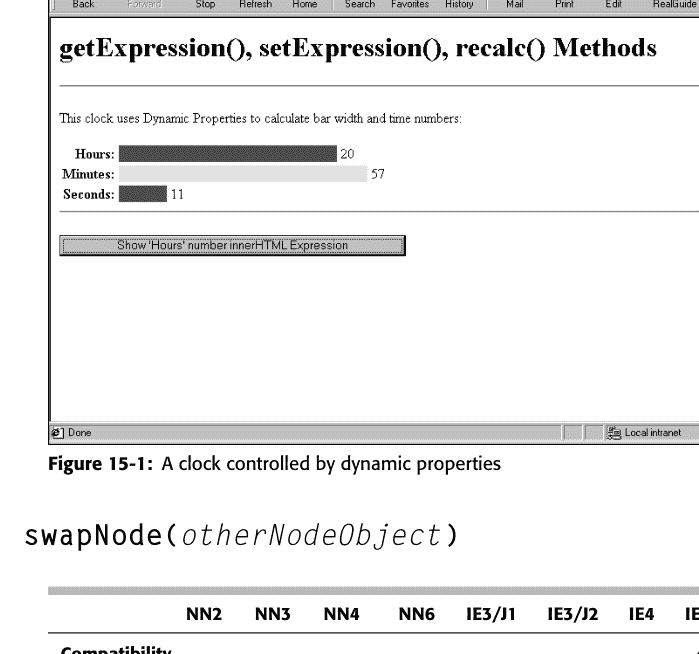 Back Forward Stop Refresh Home Search Favorites History Mail Print Edit RealGuide
getExpression(), setExpression(), recalc() Methods
This clock uses Dynamic Properties to calculate bar width and time numbers:
Hours: 20
Minutes: 57
Seconds: 11
Show 'Hours' number innerHTML Expression
Done Local intranet
Figure 15-1: A clock controlled by dynamic properties
swapNode(otherNodeObject)
NN2 NN3 NN4 NN6 IE3/J1 IE3/J2 IE4
Compatibility